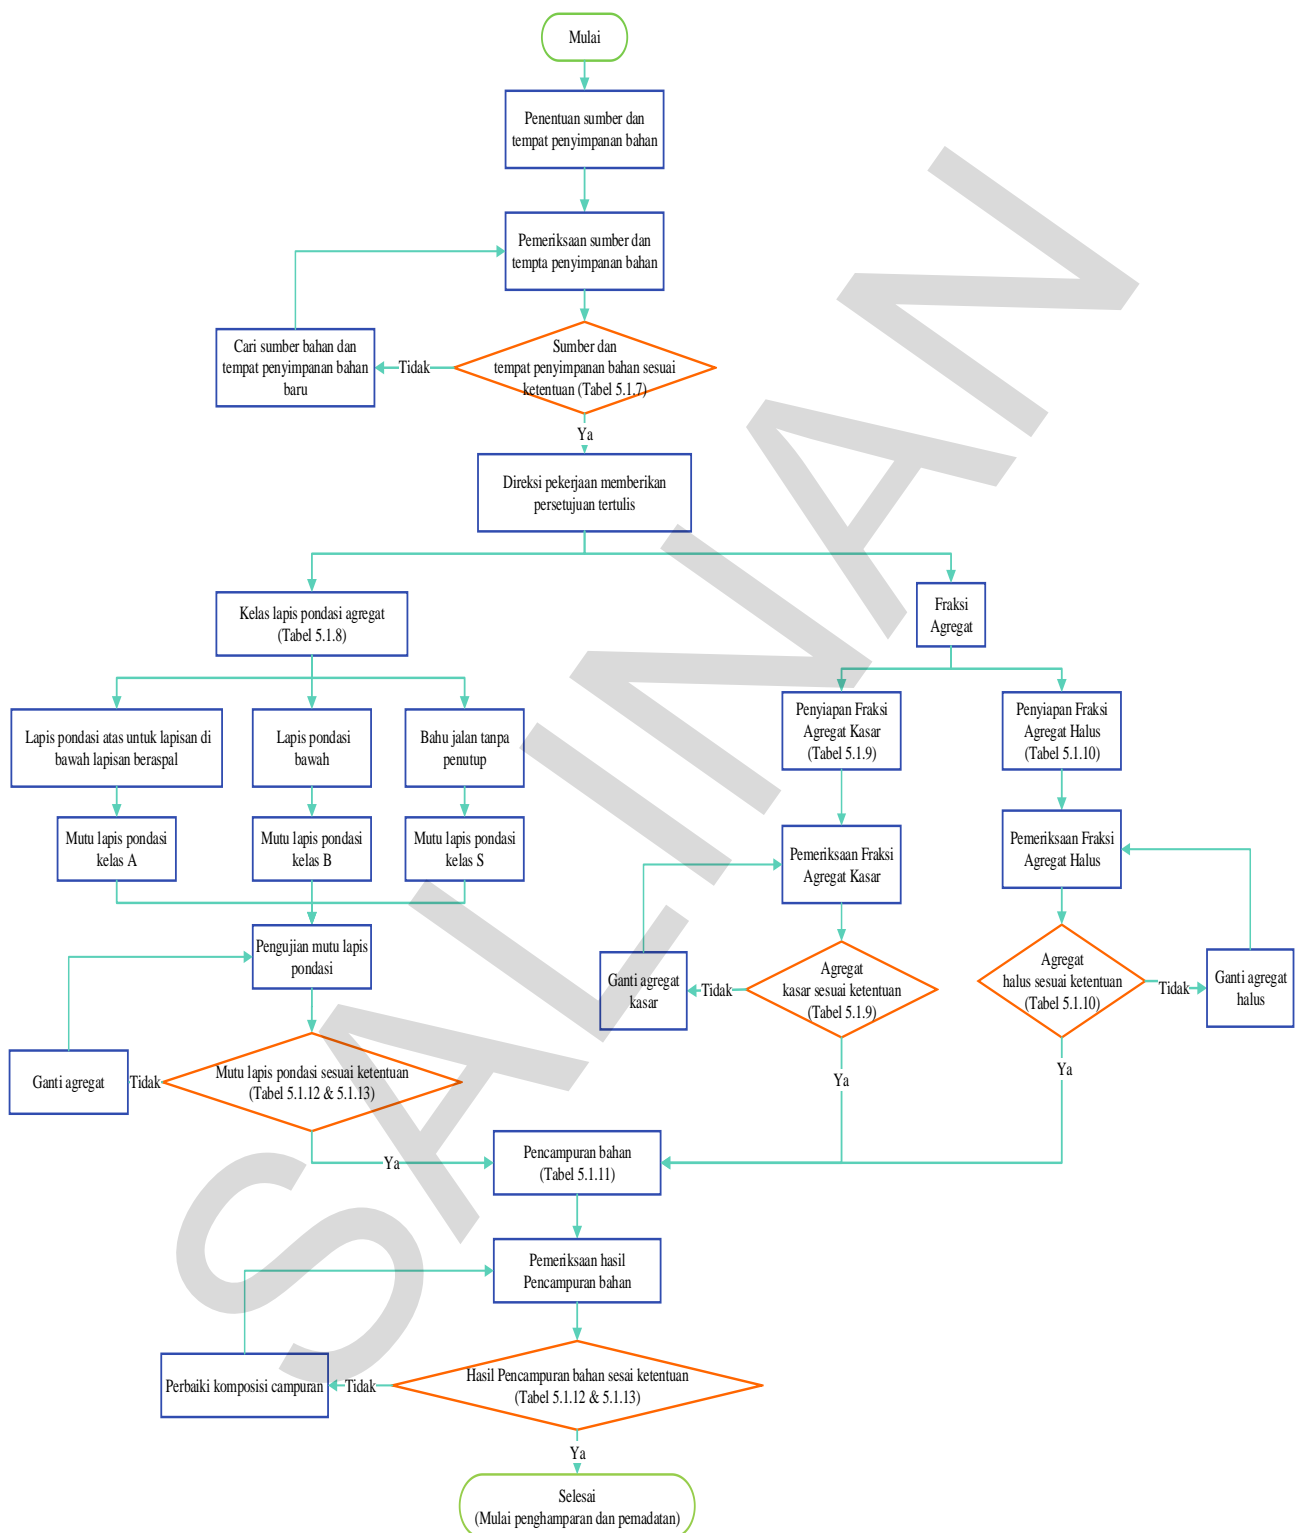 Mulai
Penentuan sumber dan
tempat penyimpanan bahan
Pemeriksaan sumber dan
tempta penyimpanan bahan
Cari sumber bahan dan
tempat penyimpanan bahan
baru
Tidak
Sumber dan
tempat penyimpanan bahan sesuai
ketentuan (Tabel 5.1.7)
Ya
Direksi pekerjaan memberikan
persetujuan tertulis
Kelas lapis pondasi agregat
(Tabel 5.1.8)
Fraksi
Agregat
Lapis pondasi atas untuk lapisan di
bawah lapisan beraspal
Lapis pondasi
bawah
Bahu jalan tanpa
penutup
Penyiapan Fraksi
Agregat Kasar
(Tabel 5.1.9)
Penyiapan Fraksi
Agregat Halus
(Tabel 5.1.10)
Mutu lapis pondasi
kelas A
Mutu lapis pondasi
kelas B
Mutu lapis pondasi
kelas S
Pemeriksaan Fraksi
Agregat Kasar
Pemeriksaan Fraksi
Agregat Halus
Pengujian mutu lapis
pondasi
Ganti agregat
kasar
Tidak
Agregat
kasar sesuai ketentuan
(Tabel 5.1.9)
Agregat
halus sesuai ketentuan
(Tabel 5.1.10)
Tidak
Ganti agregat
halus
Ganti agregat
Tidak
Mutu lapis pondasi sesuai ketentuan
(Tabel 5.1.12 & 5.1.13)
Ya
Ya
Ya
Pencampuran bahan
(Tabel 5.1.11)
Pemeriksaan hasil
Pencampuran bahan
Perbaiki komposisi campuran
Tidak
Hasil Pencampuran bahan sesai ketentuan
(Tabel 5.1.12 & 5.1.13)
Ya
Selesai
(Mulai penghamparan dan pemadatan)
SALINAN